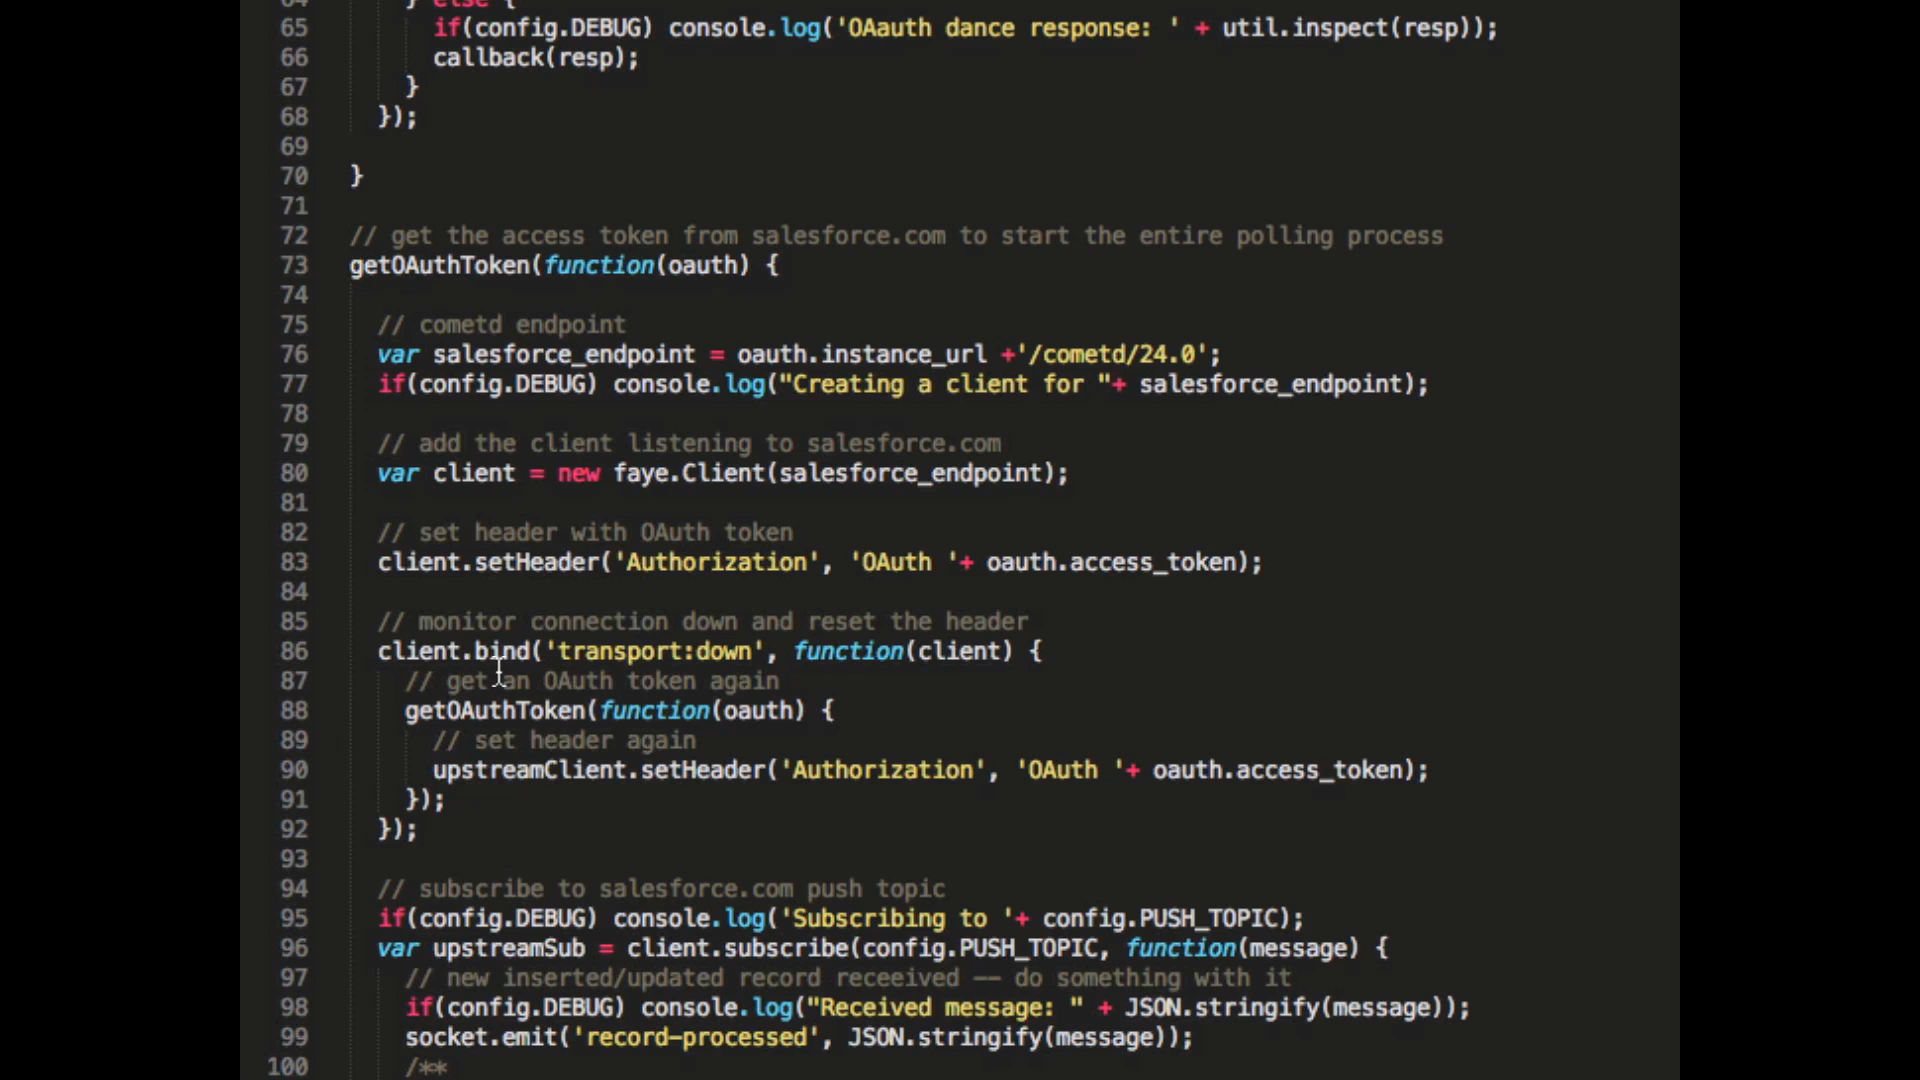 64 } else {
65 if(config.DEBUG) console.log('OAauth dance response: ' + util.inspect(resp));
66 callback(resp);
67 }
68 });
69
70 }
71
72 // get the access token from salesforce.com to start the entire polling process
73 getOAuthToken(function(oauth) {
74
75 // cometd endpoint
76 var salesforce_endpoint = oauth.instance_url +'/cometd/24.0';
77 if(config.DEBUG) console.log("Creating a client for "+ salesforce_endpoint);
78
79 // add the client listening to salesforce.com
80 var client = new faye.Client(salesforce_endpoint);
81
82 // set header with OAuth token
83 client.setHeader('Authorization', 'OAuth '+ oauth.access_token);
84
85 // monitor connection down and reset the header
86 client.bind('transport:down', function(client) {
87 // get an OAuth token again
88 getOAuthToken(function(oauth) {
89 // set header again
90 upstreamClient.setHeader('Authorization', 'OAuth '+ oauth.access_token);
91 });
92 });
93
94 // subscribe to salesforce.com push topic
95 if(config.DEBUG) console.log('Subscribing to '+ config.PUSH_TOPIC);
96 var upstreamSub = client.subscribe(config.PUSH_TOPIC, function(message) {
97 // new inserted/updated record receeived -- do something with it
98 if(config.DEBUG) console.log("Received message: " + JSON.stringify(message));
99 socket.emit('record-processed', JSON.stringify(message));
100 /**